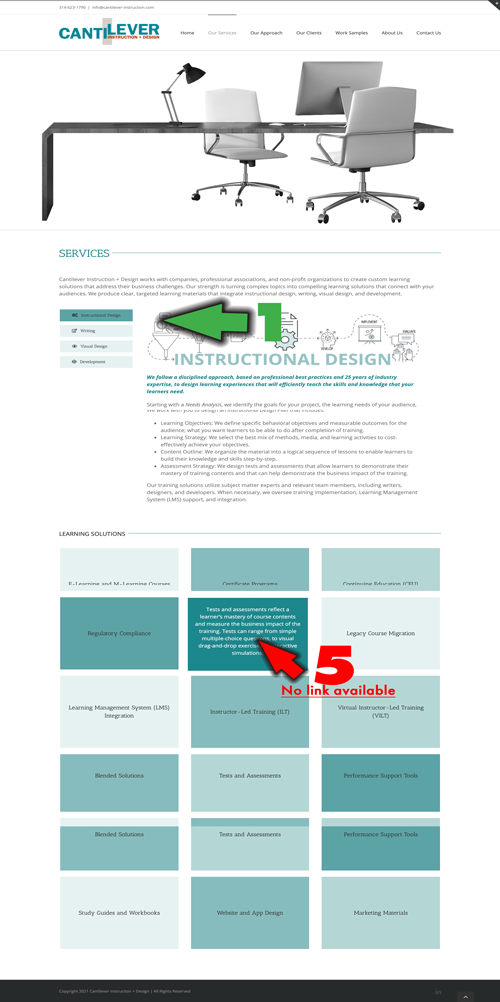 314-623-1790 | info@cantilever-instruction.com
CANTILEVER
INSTRUCTION + DESIGN
Home Our Services Our Approach Our Clients Work Samples About Us Contact Us
SERVICES
Cantilever Instruction + Design works with companies, professional associations, and non-profit organizations to create custom learning
solutions that address their business challenges. Our strength is turning complex topics into compelling learning solutions that connect with your
audiences. We produce clear, targeted learning materials that integrate instructional design, writing, visual design, and development.
Instructional Design
Writing
Visual Design
Development
1
IMPLEMENT
EVALUATE
DEVELOP
INSTRUCTIONAL DESIGN
We follow a disciplined approach, based on professional best practices and 25 years of industry
expertise, to design learning experiences that will efficiently teach the skills and knowledge that your
learners need.
Starting with a Needs Analysis, we identify the goals for your project, the learning needs of your audience,
We work with you to design an Instructional Design Plan that includes:
• Learning Objectives: We define specific behavioral objectives and measurable outcomes for the
audience; what you want learners to be able to do after completion of training.
• Learning Strategy: We select the best mix of methods, media, and learning activities to cost-
effectively achieve your objectives.
• Content Outline: We organize the material into a logical sequence of lessons to enable learners to
build their knowledge and skills step-by-step.
• Assessment Strategy: We design tests and assessments that allow learners to demonstrate their
mastery of training contents and that can help demonstrate the business impact of the training.
Our training solutions utilize subject matter experts and relevant team members, including writers,
designers, and developers. When necessary, we oversee training implementation, Learning Management
System (LMS) support, and integration.
LEARNING SOLUTIONS
E-Learning and M-Learning Courses
Certificate Programs
Continuing Education (CEU)
Regulatory Compliance
Tests and assessments reflect a
learner's mastery of course contents
and measure the business impact of the
training. Tests can range from simple
multiple-choice questions, to visual
drag-and-drop exercises
simulations
Legacy Course Migration
5
No link available
Learning Management System (LMS)
Integration
Instructor-Led Training (ILT)
Virtual Instructor-Led Training
(VILT)
Blended Solutions
Tests and Assessments
Performance Support Tools
Blended Solutions
Tests and Assessments
Performance Support Tools
Study Guides and Workbooks
Website and App Design
Marketing Materials
Copyright 2021 Cantilever Instruction + Design | All Rights Reserved